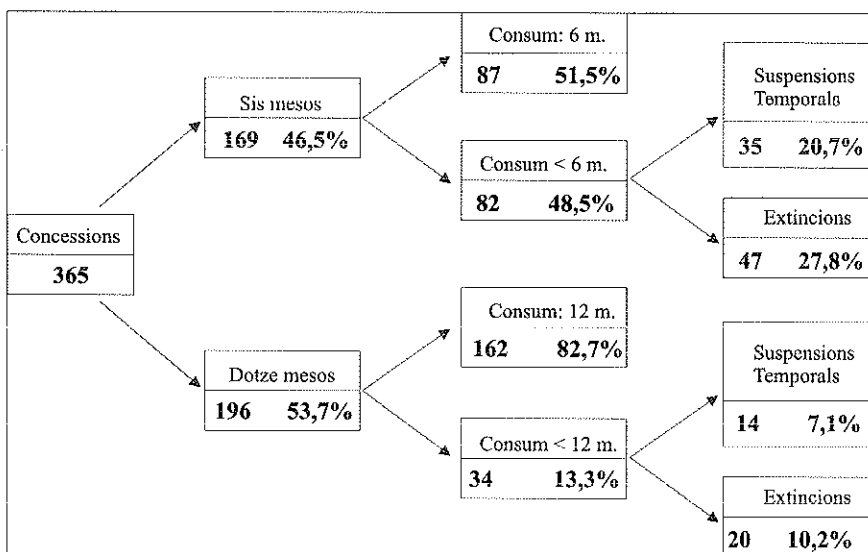 Concessions
365
Sis mesos
169 46,5%
Consum: 6 m.
87 51,5%
Consum < 6 m.
82 48,5%
Suspensions
Temporals
35 20,7%
Extincions
47 27,8%
Dotze mesos
196 53,7%
Consum: 12 m.
162 82,7%
Consum < 12 m.
34 13,3%
Suspensions
Temporals
14 7,1%
Extincions
20 10,2%